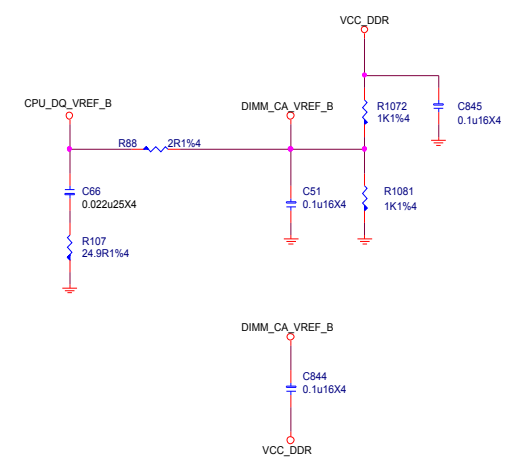 VCC_DDR
CPU_DQ_VREF_B
DIMM_CA_VREF_B
R1072
1K1%4
C845
0.1u16X4
R88
2R1%4
C66
0.022u25X4
C51
0.1u16X4
R1081
1K1%4
R107
24.9R1%4
DIMM_CA_VREF_B
C844
0.1u16X4
VCC_DDR